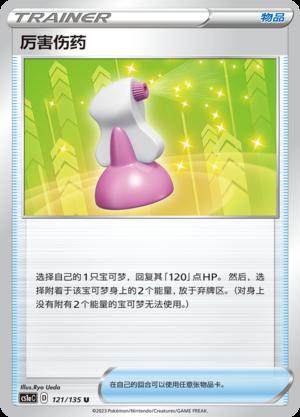 TRAINER
物品
厉害伤药
选择自己的1只宝可梦，回复其「120」点HP。然后，选
择附着于该宝可梦身上的2个能量，放于弃牌区。（对身上
没有附有2个能量的宝可梦无法使用。）
Illus.Ryo Ueda
在自己的回合可以使用任意张物品卡。
CS1aC D 121/135 U
©2023 Pokémon/Nintendo/Creatures/GAME FREAK.